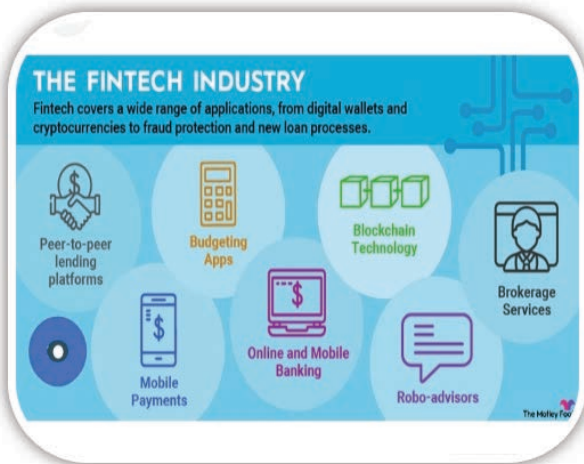 THE FINTECH INDUSTRY
Fintech covers a wide range of applications, from digital wallets and
cryptocurrencies to fraud protection and new loan processes.
Peer-to-peer
lending
platforms
Budgeting
Apps
Blockchain
Technology
Brokerage
Services
Mobile
Payments
Online and Mobile
Banking
Robo-advisors
The Motley Foo